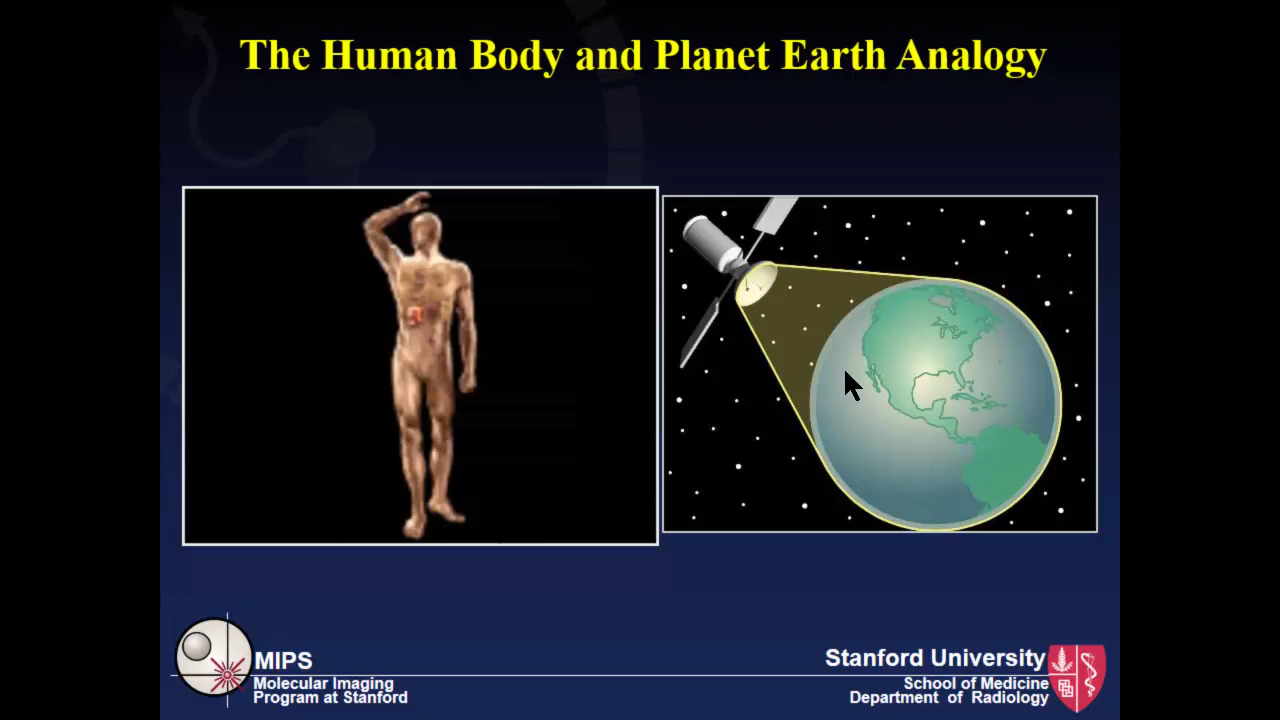 The Human Body and Planet Earth Analogy
MIPS
Molecular Imaging
Program at Stanford
Stanford University
School of Medicine
Department of Radiology